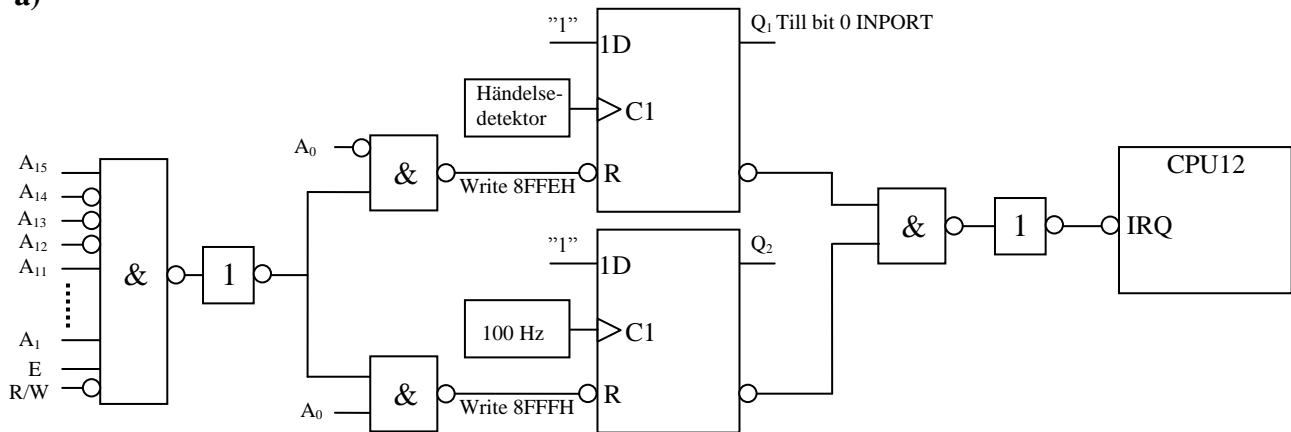 a)
"1"
Q₁ Till bit 0 INPORT
1D
Händelse-
detektor
C1
A₀
&
Write 8FFEH
R
A₁₅
A₁₄
A₁₃
A₁₂
A₁₁
A₁
E
R/W
&
1
&
A₀
Write 8FFFH
"1"
Q₂
1D
100 Hz
C1
R
&
1
CPU12
IRQ